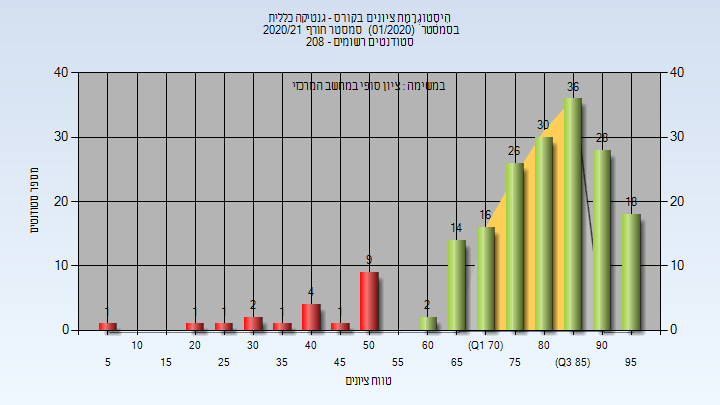 היסטוגרמת ציונים בקורס - גנטיקה כללית
בסמסטר (01/2020) סמסטר חורף 2020/21
סטודנטים רשומים - 208
במשימה : ציון סופי במחשב המרכזי
מספר סטודנטים
40 40
30 30
20 20
10 10
0 0
1 1 1 2 1 4 1 9 2 14 16 26 30 36 28 18
10 20 30 40 50 60 (Q1 70) 80 90
5 15 25 35 45 55 65 75 (Q3 85) 95
טווח ציונים